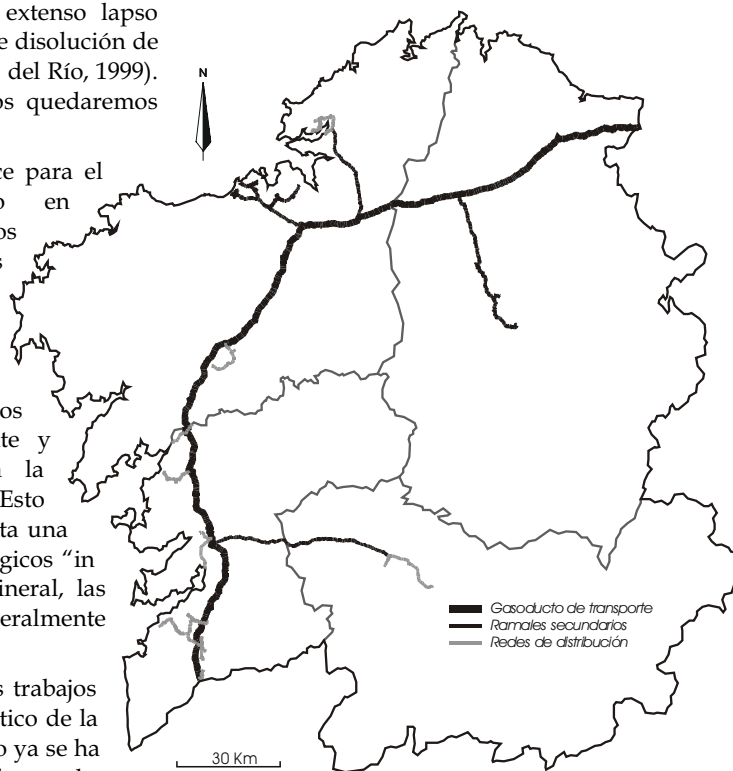 extenso lapso
e disolución de
del Río, 1999).
os quedaremos
ce para el
o en
os
s
os
te y
la
Esto
ta una
gicos “in
ineral, las
eralmente
s trabajos
tico de la
o ya se ha
N
Gasoducto de transporte
Ramales secundarios
Redes de distribución
30 Km